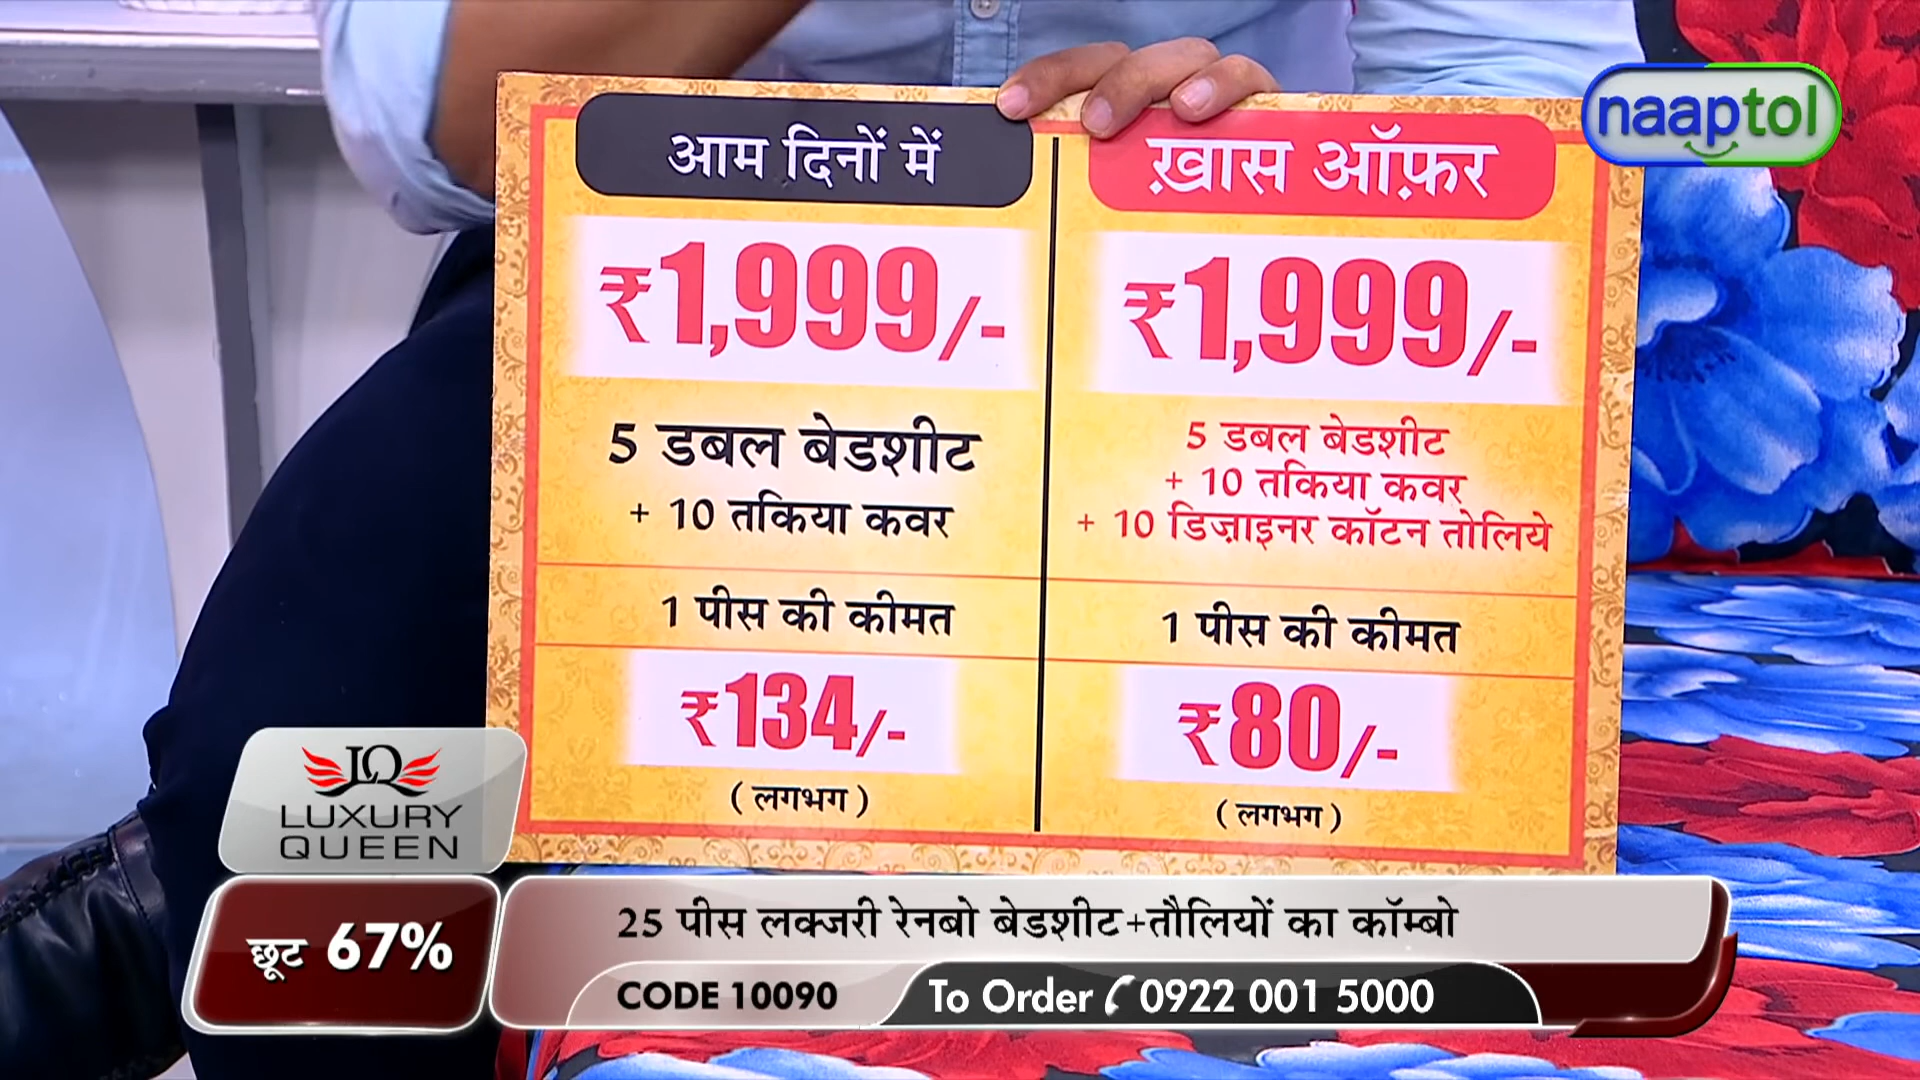 naaptol
आम दिनों में
₹1,999/-
5 डबल बेडशीट
+ 10 तकिया कवर
1 पीस की कीमत
₹134/-
( लगभग )
ख़ास ऑफ़र
₹1,999/-
5 डबल बेडशीट
+ 10 तकिया कवर
+ 10 डिज़ाइनर कॉटन तोलिये
1 पीस की कीमत
₹80/-
( लगभग )
LQ
LUXURY
QUEEN
छूट 67%
25 पीस लक्जरी रेनबो बेडशीट+तौलियों का कॉम्बो
CODE 10090
To Order 0922 001 5000